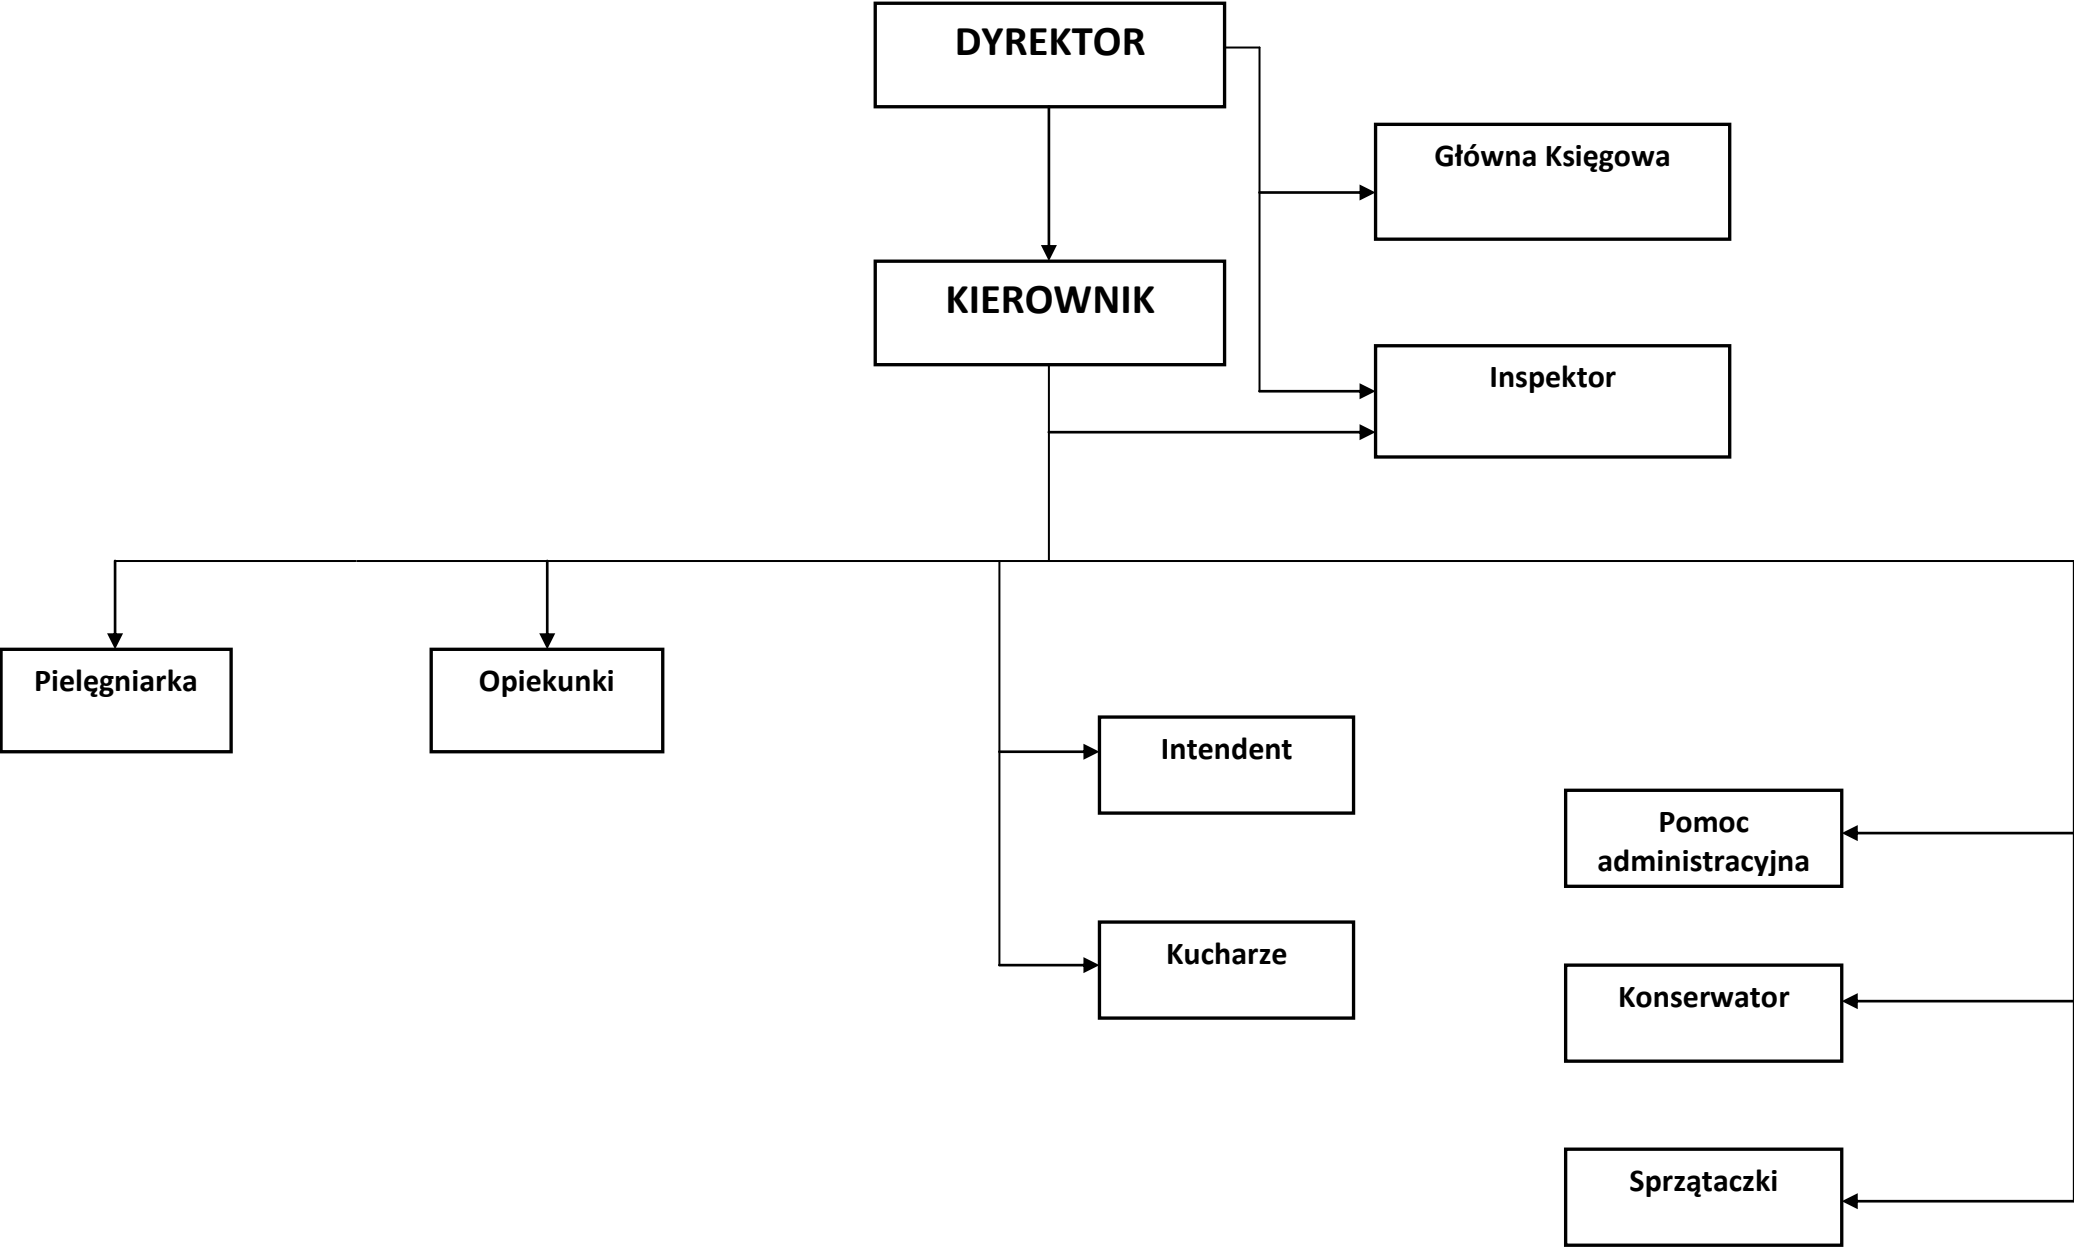 DYREKTOR
Główna Księgowa
KIEROWNIK
Inspektor
Pielęgniarka
Opiekunki
Intendent
Pomoc
administracyjna
Kucharze
Konserwator
Sprzątaczki